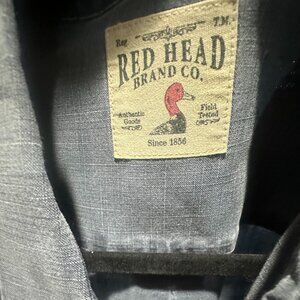 Reg T.M.
RED HEAD
BRAND CO.
Authentic Field
Goods Tested
Since 1856